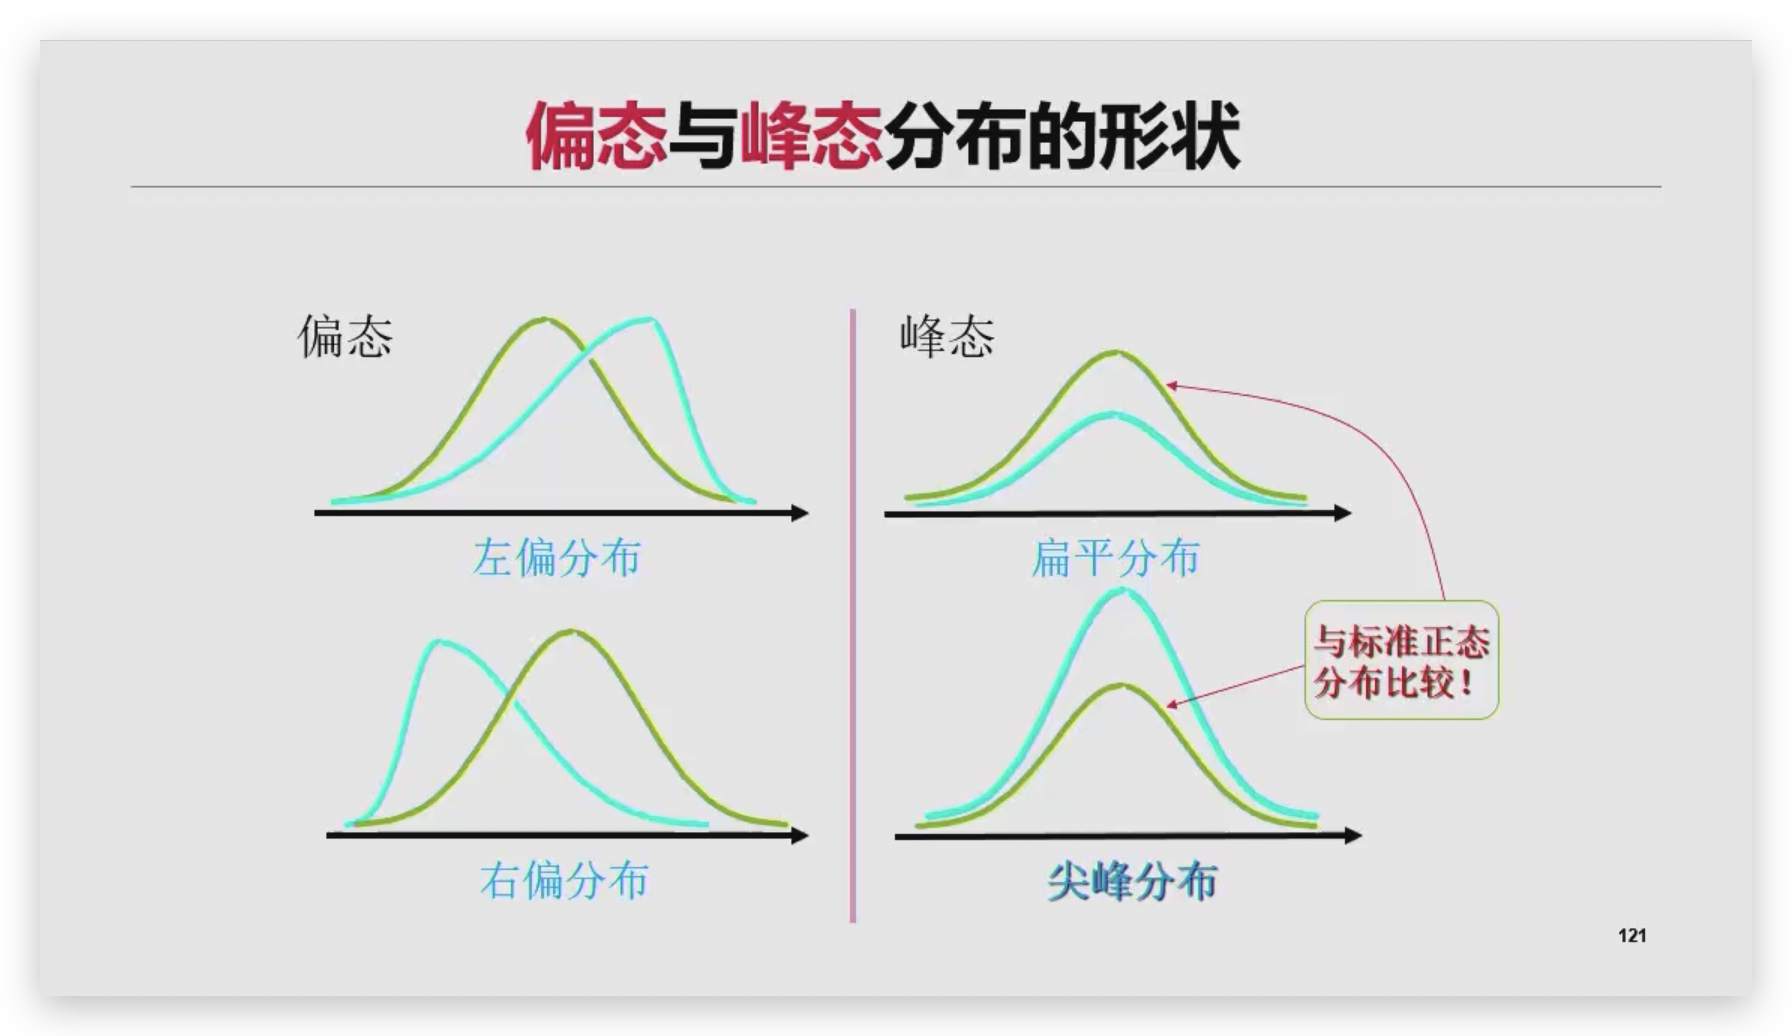 偏态与峰态分布的形状
偏态
左偏分布
右偏分布
峰态
扁平分布
与标准正态
分布比较！
尖峰分布
121